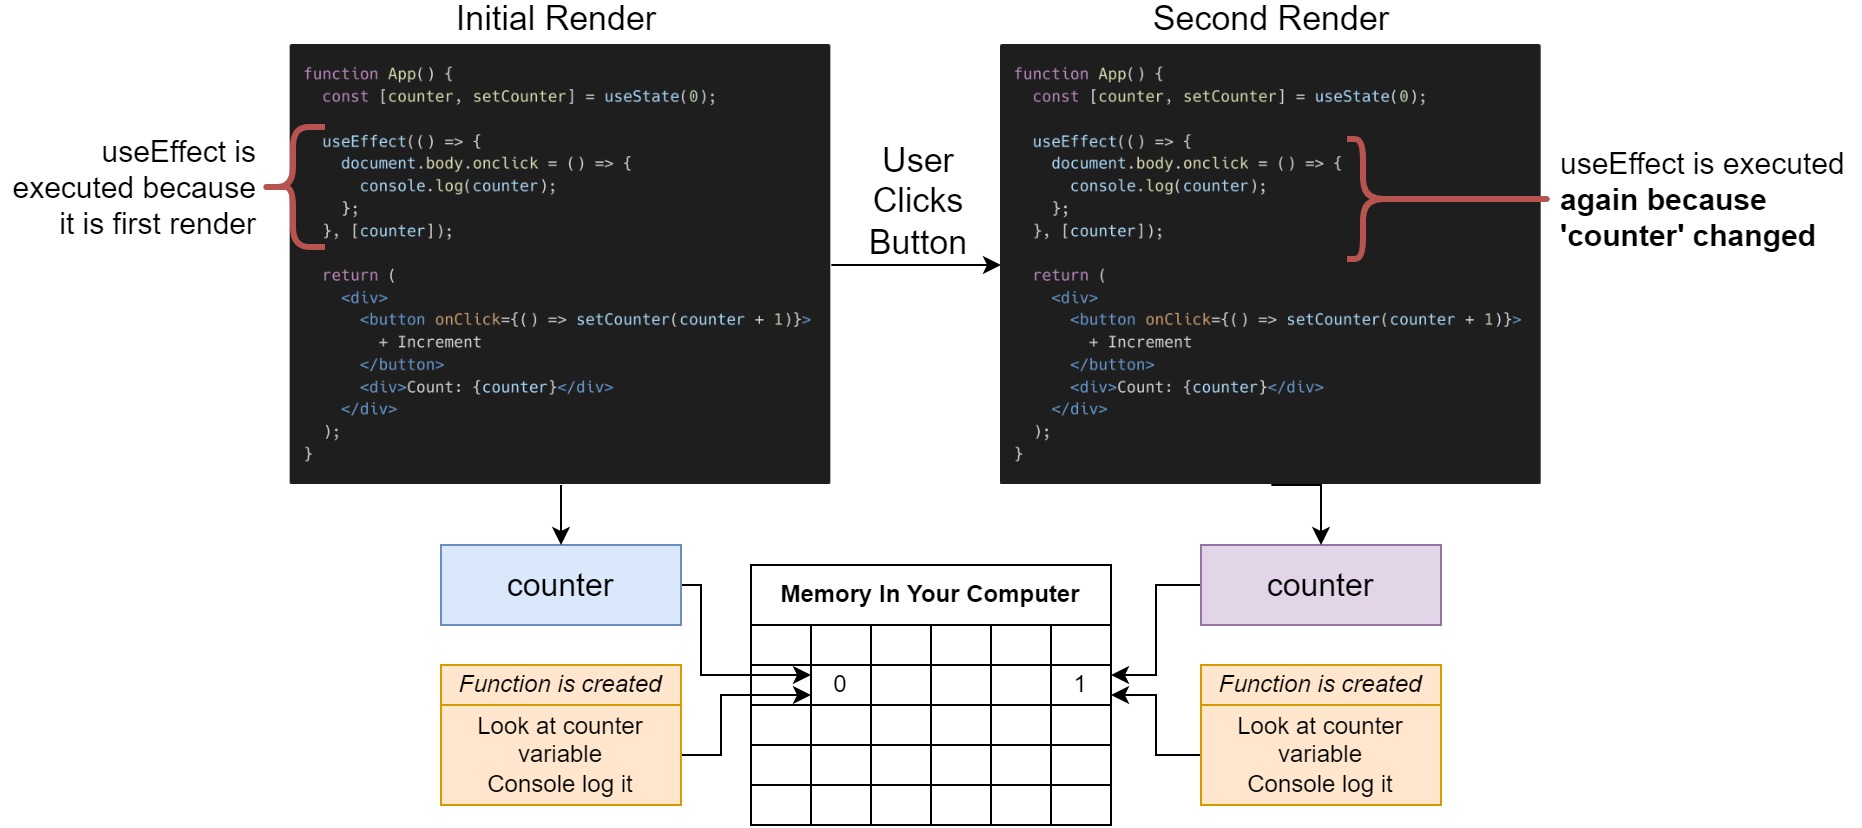 Initial Render
function App() {
const [counter, setCounter] = useState(0);
useEffect(() => {
document.body.onclick = () => {
console.log(counter);
};
}, [counter]);
return (
<div>
<button onClick={() => setCounter(counter + 1)}>
+ Increment
</button>
<div>Count: {counter}</div>
</div>
);
}
useEffect is
executed because
it is first render
User
Clicks
Button
Second Render
function App() {
const [counter, setCounter] = useState(0);
useEffect(() => {
document.body.onclick = () => {
console.log(counter);
};
}, [counter]);
return (
<div>
<button onClick={() => setCounter(counter + 1)}>
+ Increment
</button>
<div>Count: {counter}</div>
</div>
);
}
useEffect is executed
again because
'counter' changed
counter
Function is created
Look at counter
variable
Console log it
Memory In Your Computer
0
1
counter
Function is created
Look at counter
variable
Console log it